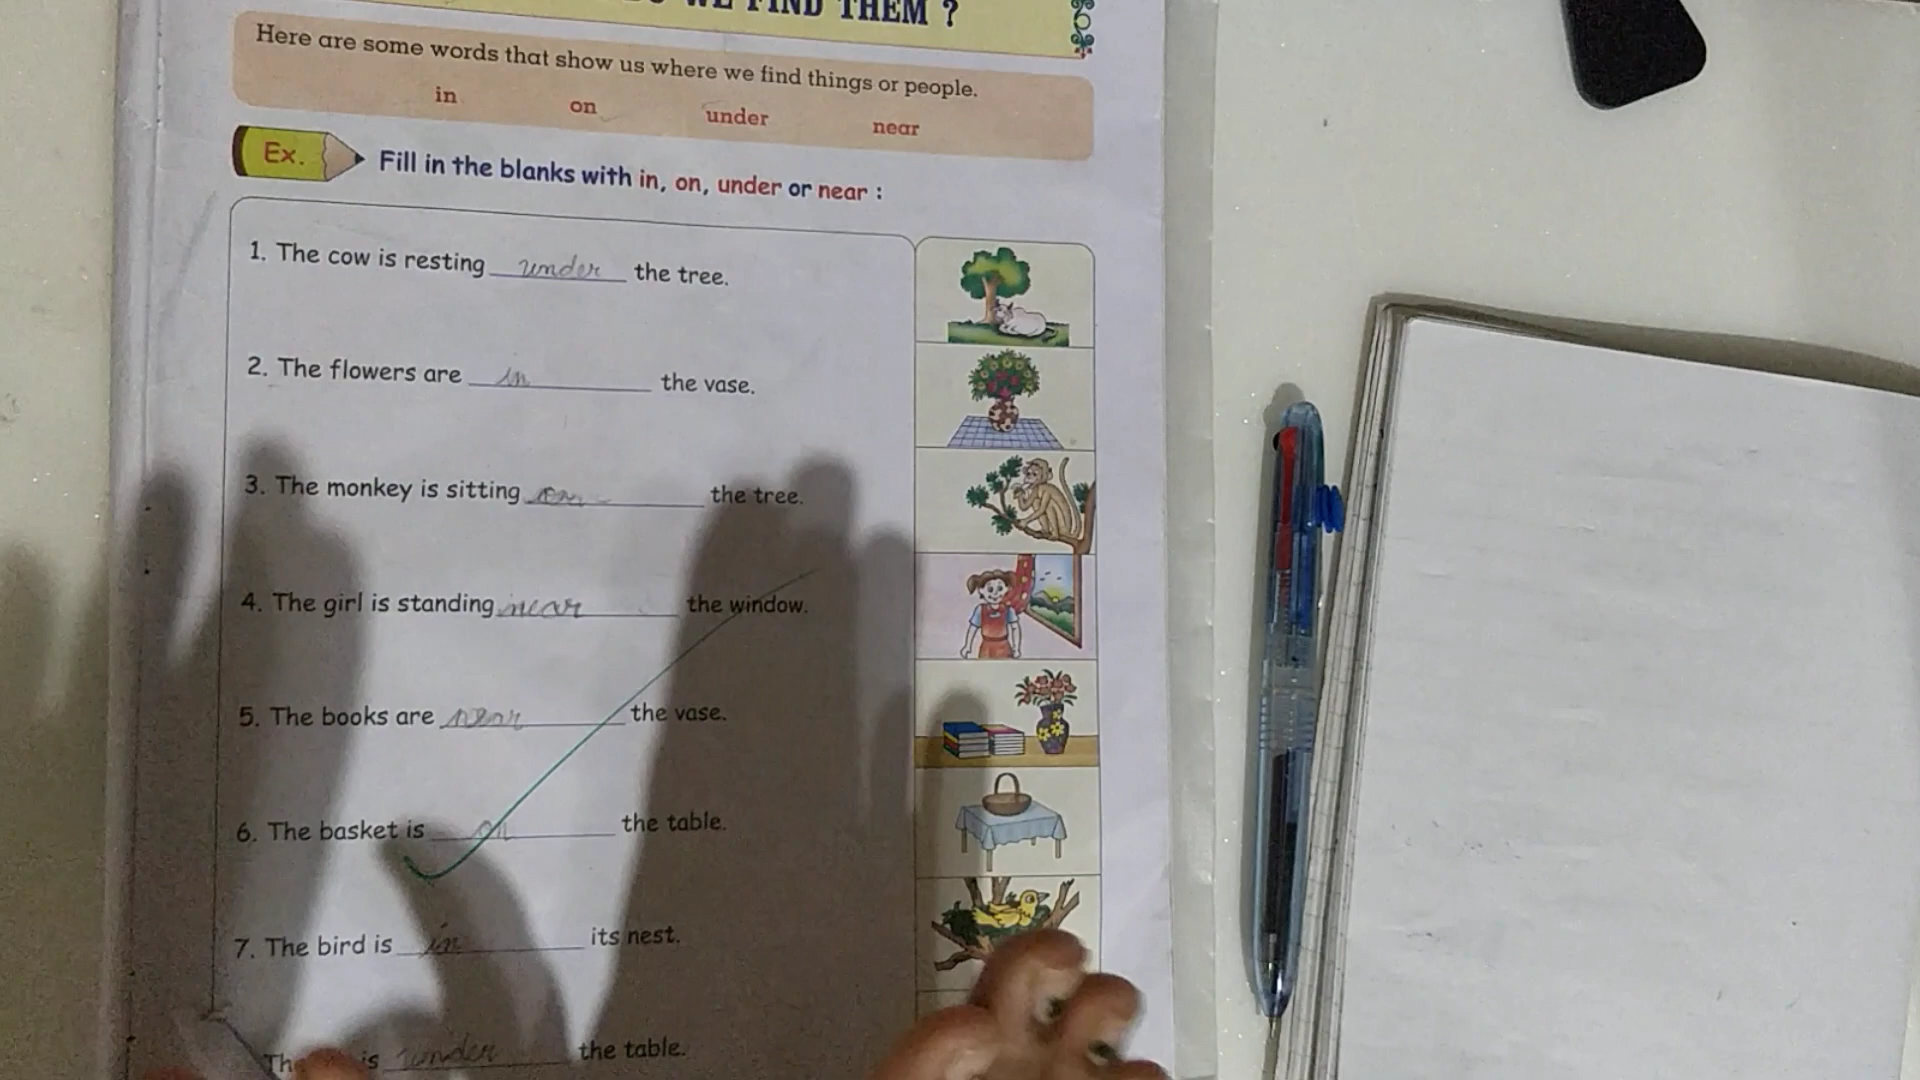 WE FIND THEM ?
Here are some words that show us where we find things or people.
in on under near
Ex. Fill in the blanks with in, on, under or near :
1. The cow is resting under the tree.
2. The flowers are in the vase.
3. The monkey is sitting on the tree.
4. The girl is standing near the window.
5. The books are near the vase.
6. The basket is on the table.
7. The bird is in its nest.
is under the table.